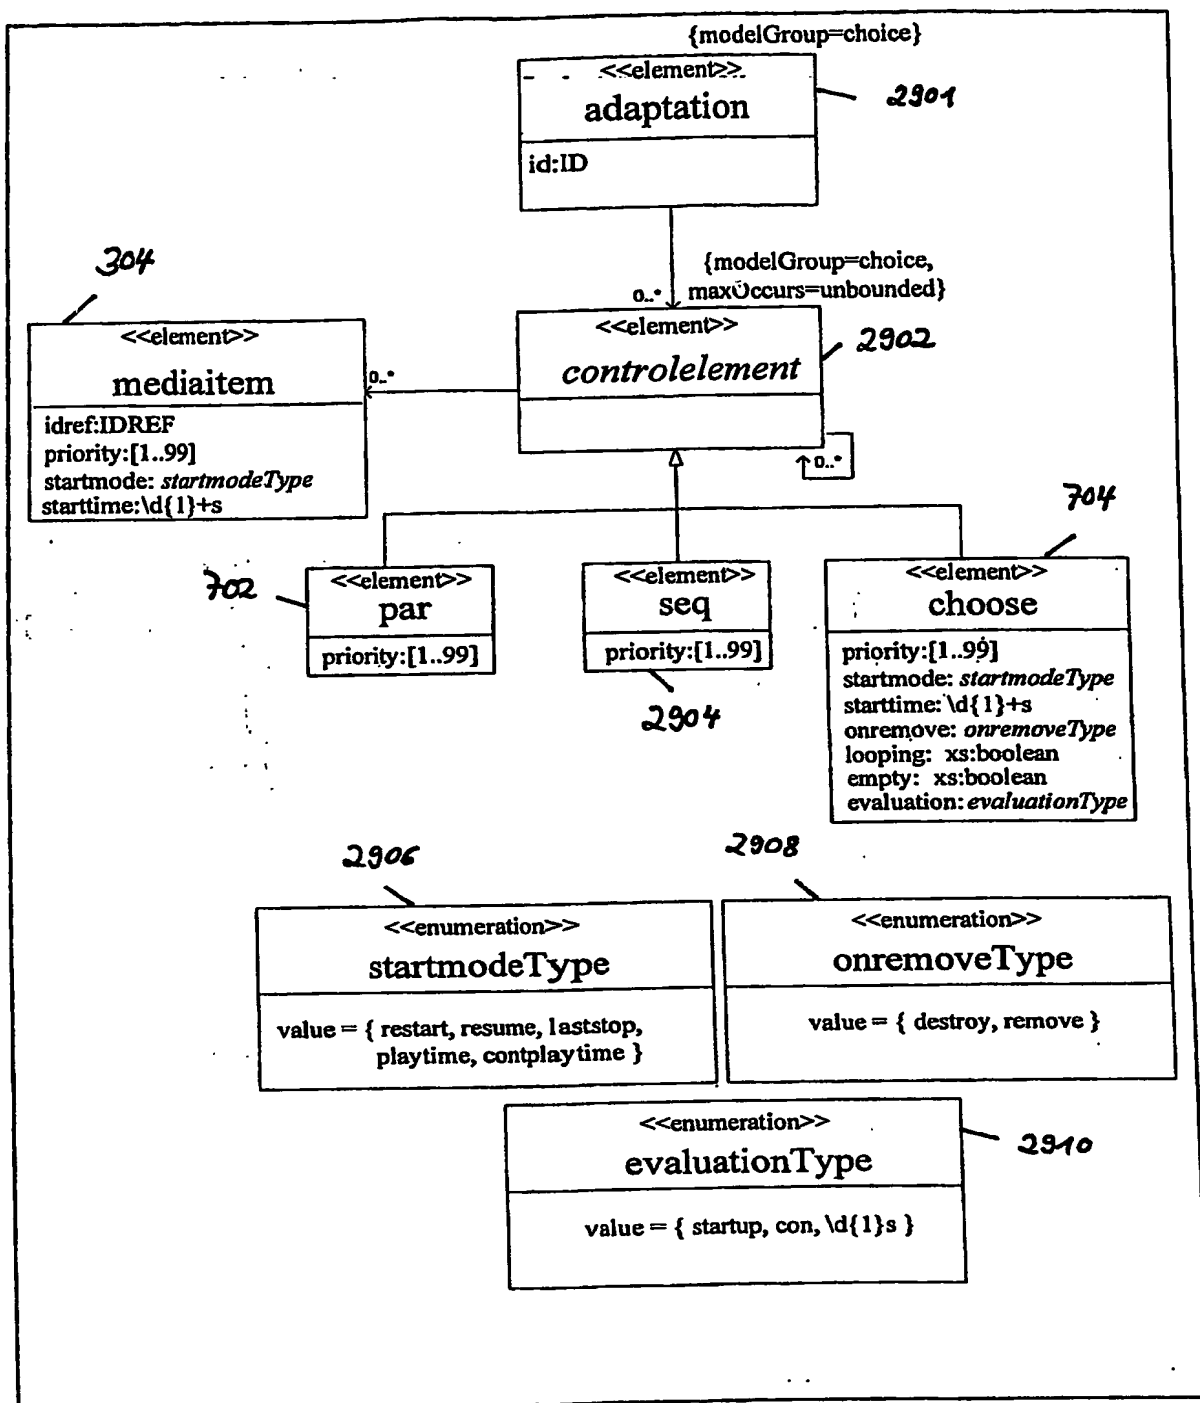 {modelGroup=choice}
<<element>>
adaptation
2901
id:ID
304
{modelGroup=choice,
maxOccurs=unbounded}
0..*
<<element>>
mediaitem
idref:IDREF
priority:[1..99]
startmode: startmodeType
starttime:\d{1}+s
0..*
<<element>>
controlelement
2902
0..*
704
702
<<element>>
par
priority:[1..99]
<<element>>
seq
priority:[1..99]
2904
<<element>>
choose
priority:[1..99]
startmode: startmodeType
starttime: \d{1}+s
onremove: onremoveType
looping: xs:boolean
empty: xs:boolean
evaluation: evaluationType
2906
2908
<<enumeration>>
startmodeType
value = { restart, resume, laststop,
playtime, contplaytime }
<<enumeration>>
onremoveType
value = { destroy, remove }
<<enumeration>>
evaluationType
2910
value = { startup, con, \d{1}s }